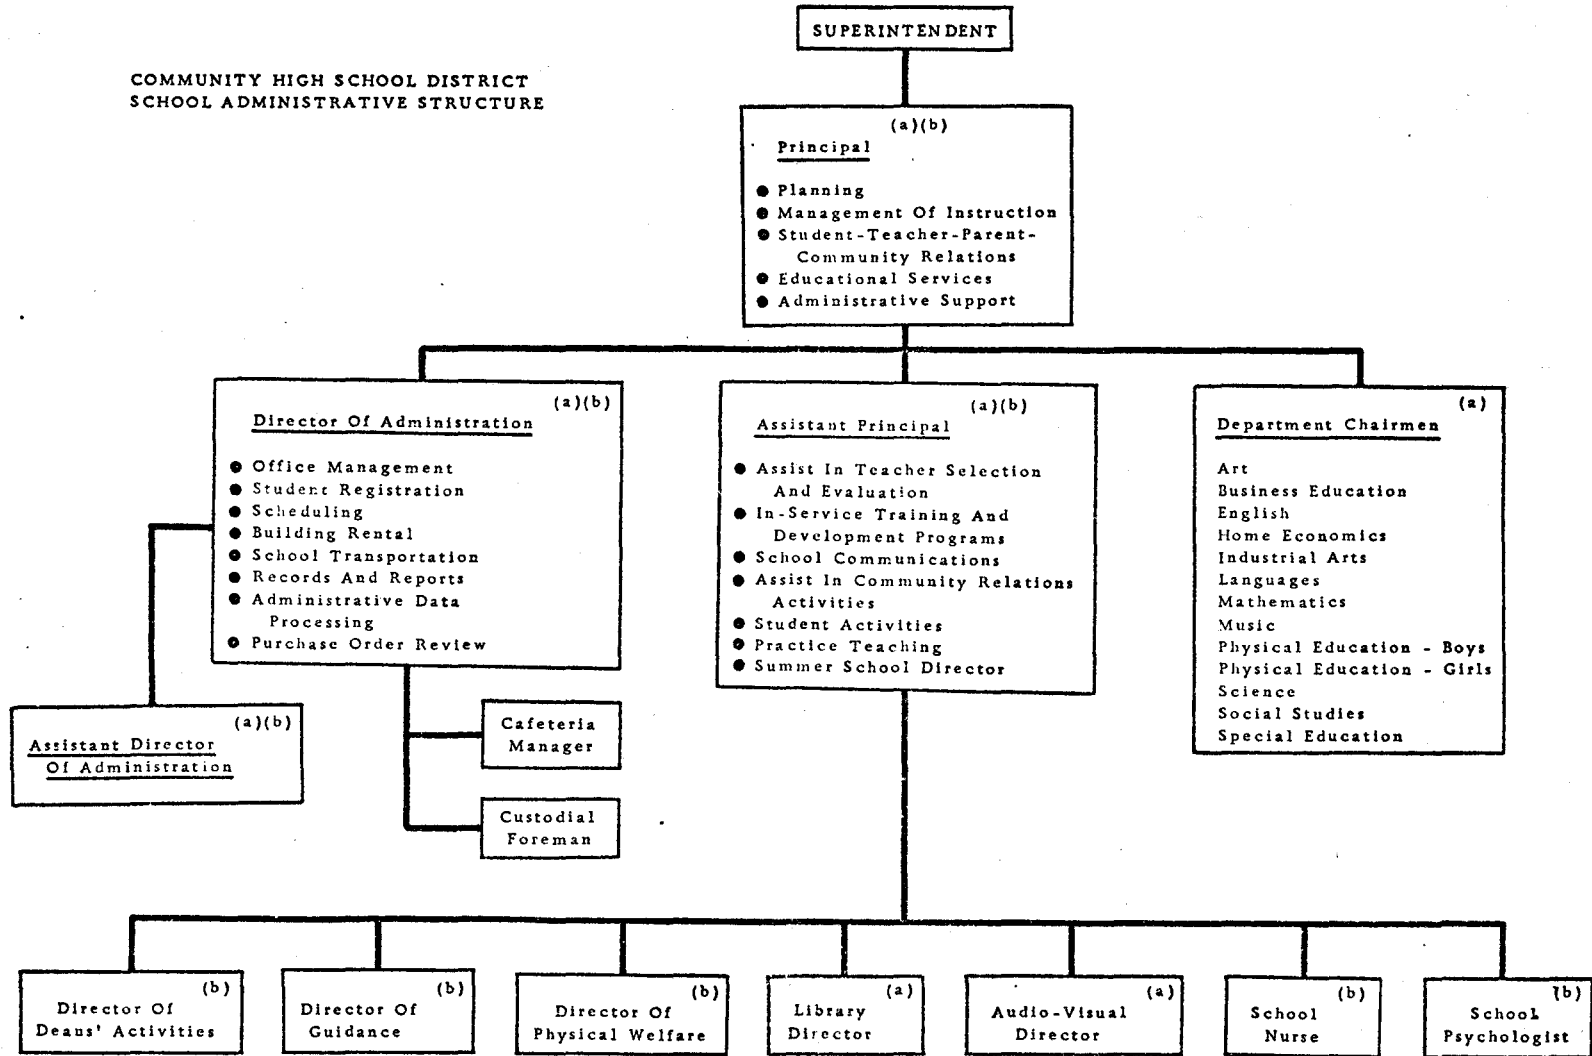 SUPERINTENDENT
COMMUNITY HIGH SCHOOL DISTRICT
SCHOOL ADMINISTRATIVE STRUCTURE
(a)(b)
Principal
● Planning
● Management Of Instruction
● Student-Teacher-Parent-
Community Relations
● Educational Services
● Administrative Support
(a)(b)
Director Of Administration
● Office Management
● Student Registration
● Scheduling
● Building Rental
● School Transportation
● Records And Reports
● Administrative Data
Processing
● Purchase Order Review
(a)(b)
Assistant Principal
● Assist In Teacher Selection
And Evaluation
● In-Service Training And
Development Programs
● School Communications
● Assist In Community Relations
Activities
● Student Activities
● Practice Teaching
● Summer School Director
(a)
Department Chairmen
Art
Business Education
English
Home Economics
Industrial Arts
Languages
Mathematics
Music
Physical Education - Boys
Physical Education - Girls
Science
Social Studies
Special Education
(a)(b)
Assistant Director
Of Administration
Cafeteria
Manager
Custodial
Foreman
(b)
Director Of
Deans' Activities
(b)
Director Of
Guidance
(b)
Director Of
Physical Welfare
(a)
Library
Director
(a)
Audio-Visual
Director
(b)
School
Nurse
(b)
School
Psychologist